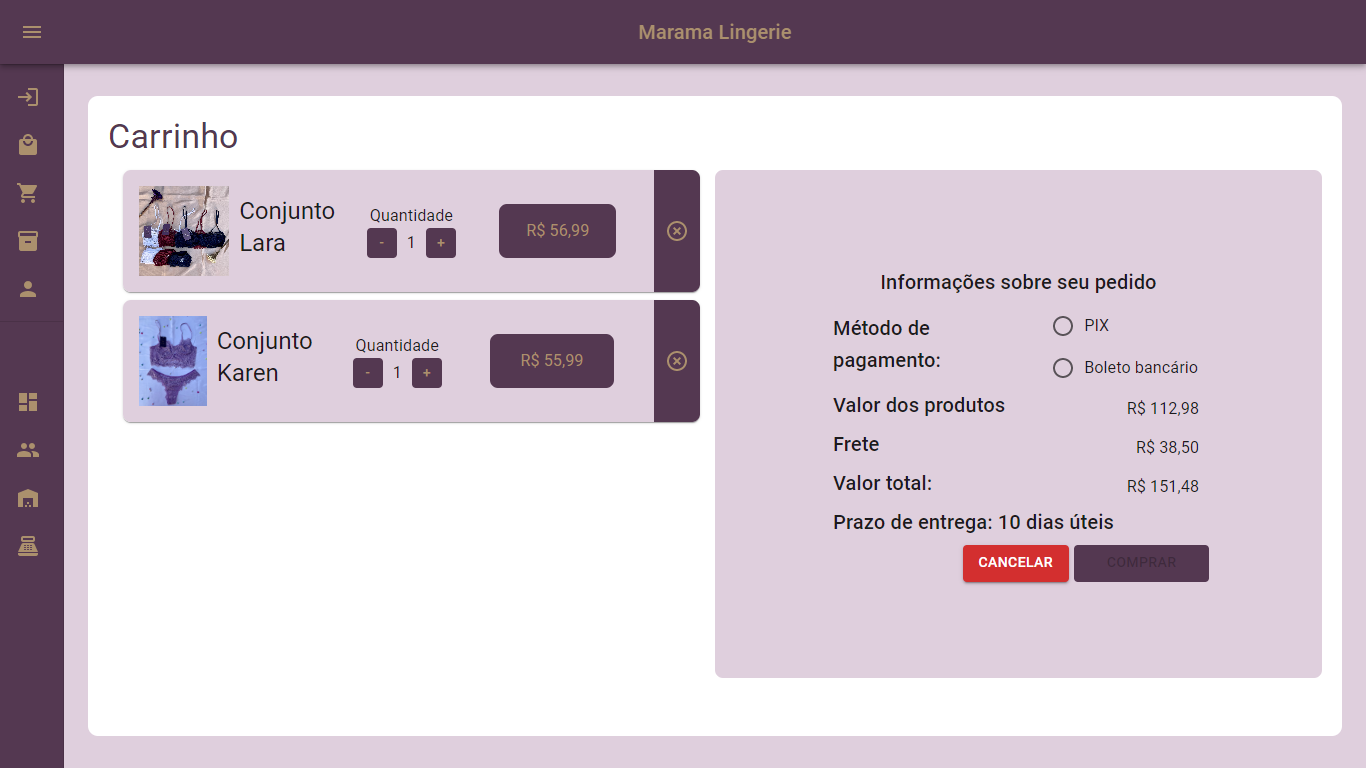 Marama Lingerie
Carrinho
Conjunto
Lara
Quantidade
- 1 +
R$ 56,99
Conjunto
Karen
Quantidade
- 1 +
R$ 55,99
Informações sobre seu pedido
Método de
pagamento:
PIX
Boleto bancário
Valor dos produtos R$ 112,98
Frete R$ 38,50
Valor total: R$ 151,48
Prazo de entrega: 10 dias úteis
CANCELAR COMPRAR